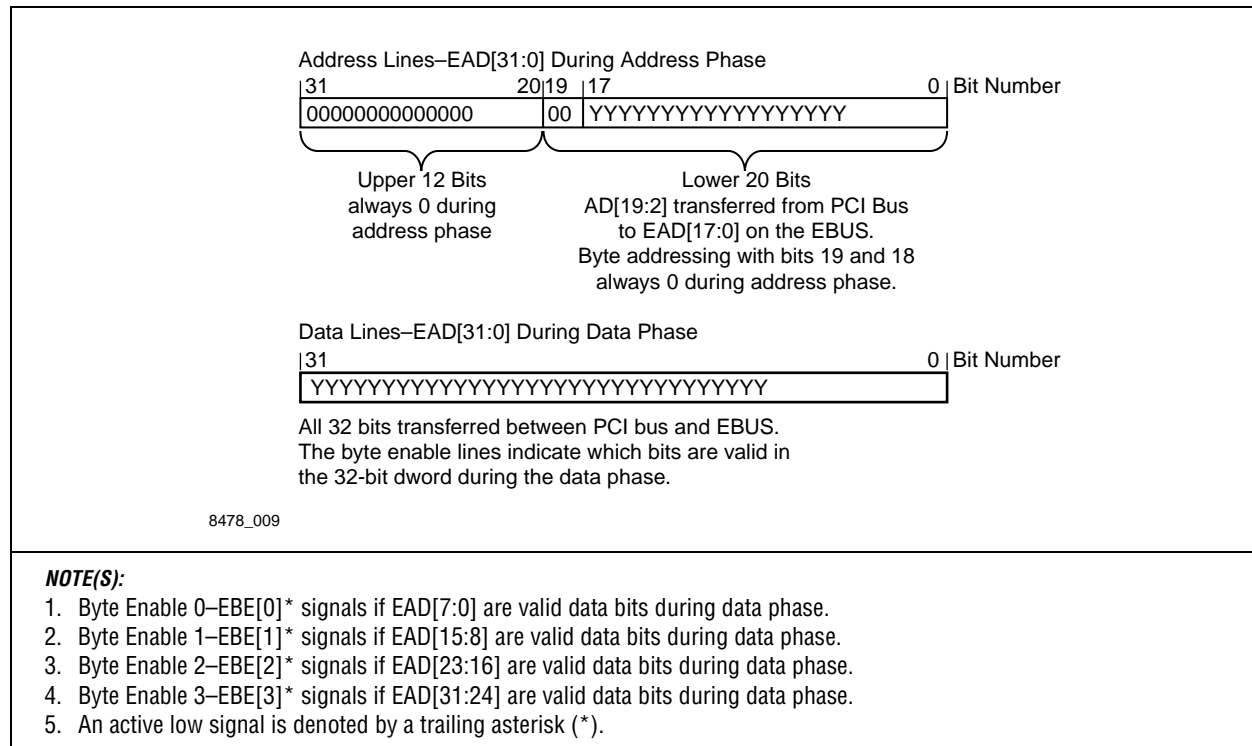 Address Lines–EAD[31:0] During Address Phase
31 20 19 17 0 Bit Number
00000000000000 00 YYYYYYYYYYYYYYYYYY
Upper 12 Bits
always 0 during
address phase
Lower 20 Bits
AD[19:2] transferred from PCI Bus
to EAD[17:0] on the EBUS.
Byte addressing with bits 19 and 18
always 0 during address phase.
Data Lines–EAD[31:0] During Data Phase
31 0 Bit Number
YYYYYYYYYYYYYYYYYYYYYYYYYYYYYYYY
All 32 bits transferred between PCI bus and EBUS.
The byte enable lines indicate which bits are valid in
the 32-bit dword during the data phase.
8478_009
NOTE(S):
1. Byte Enable 0–EBE[0]* signals if EAD[7:0] are valid data bits during data phase.
2. Byte Enable 1–EBE[1]* signals if EAD[15:8] are valid data bits during data phase.
3. Byte Enable 2–EBE[2]* signals if EAD[23:16] are valid data bits during data phase.
4. Byte Enable 3–EBE[3]* signals if EAD[31:24] are valid data bits during data phase.
5. An active low signal is denoted by a trailing asterisk (*).